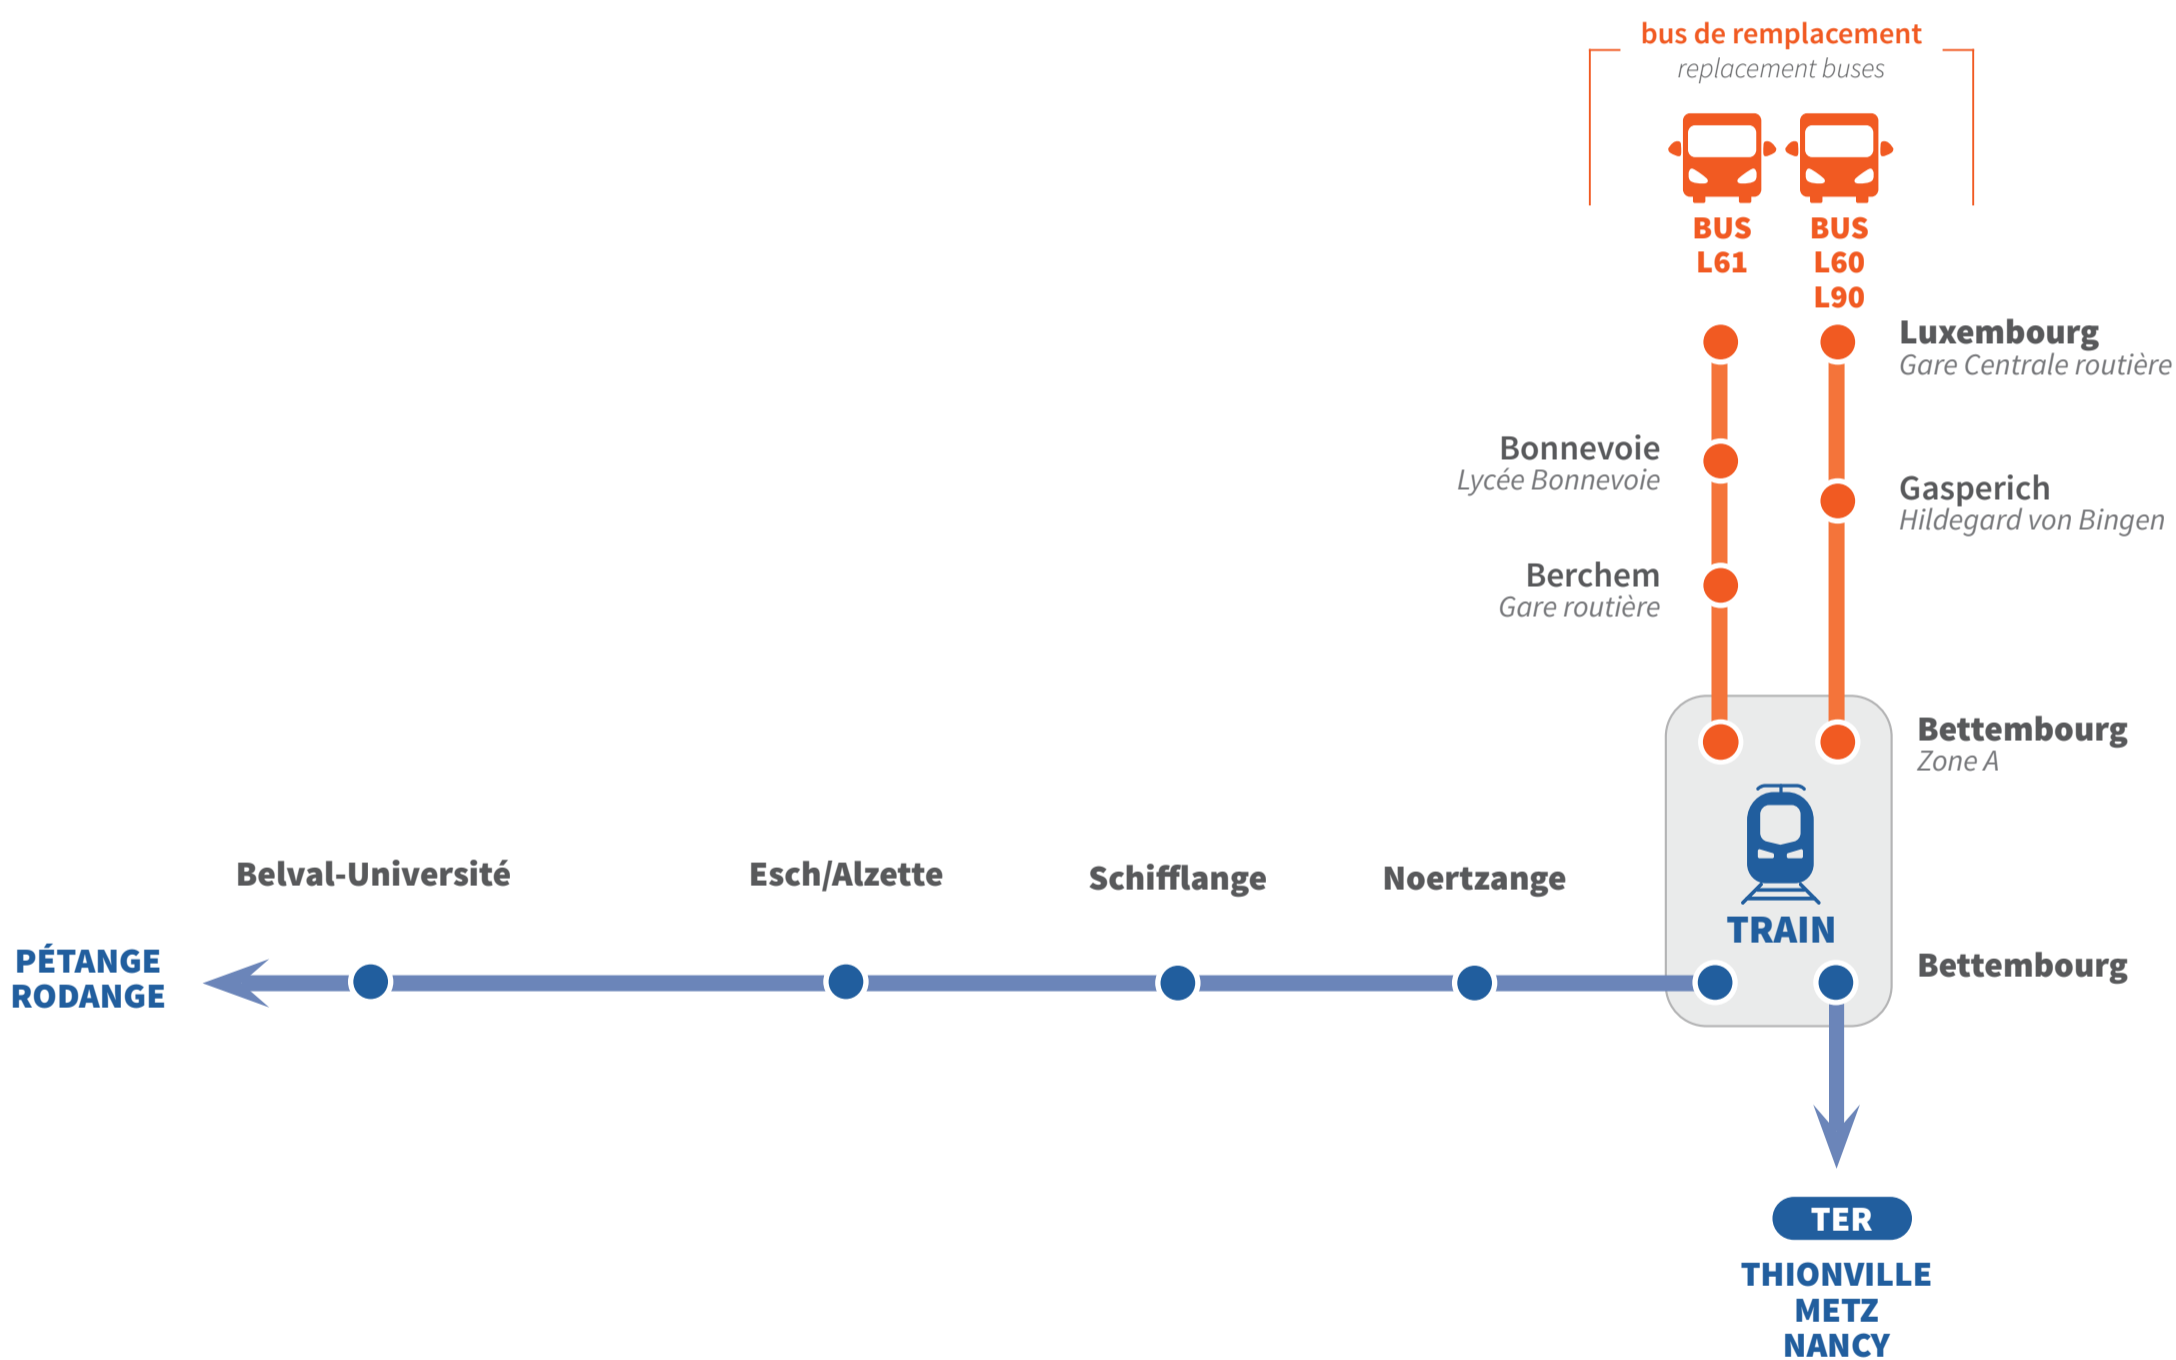 bus de remplacement
replacement buses
BUS
L61
BUS
L60
L90
Luxembourg
Gare Centrale routière
Bonnevoie
Lycée Bonnevoie
Gasperich
Hildegard von Bingen
Berchem
Gare routière
Bettembourg
Zone A
Belval-Université
Esch/Alzette
Schifflange
Noertzange
TRAIN
PÉTANGE
RODANGE
Bettembourg
TER
THIONVILLE
METZ
NANCY